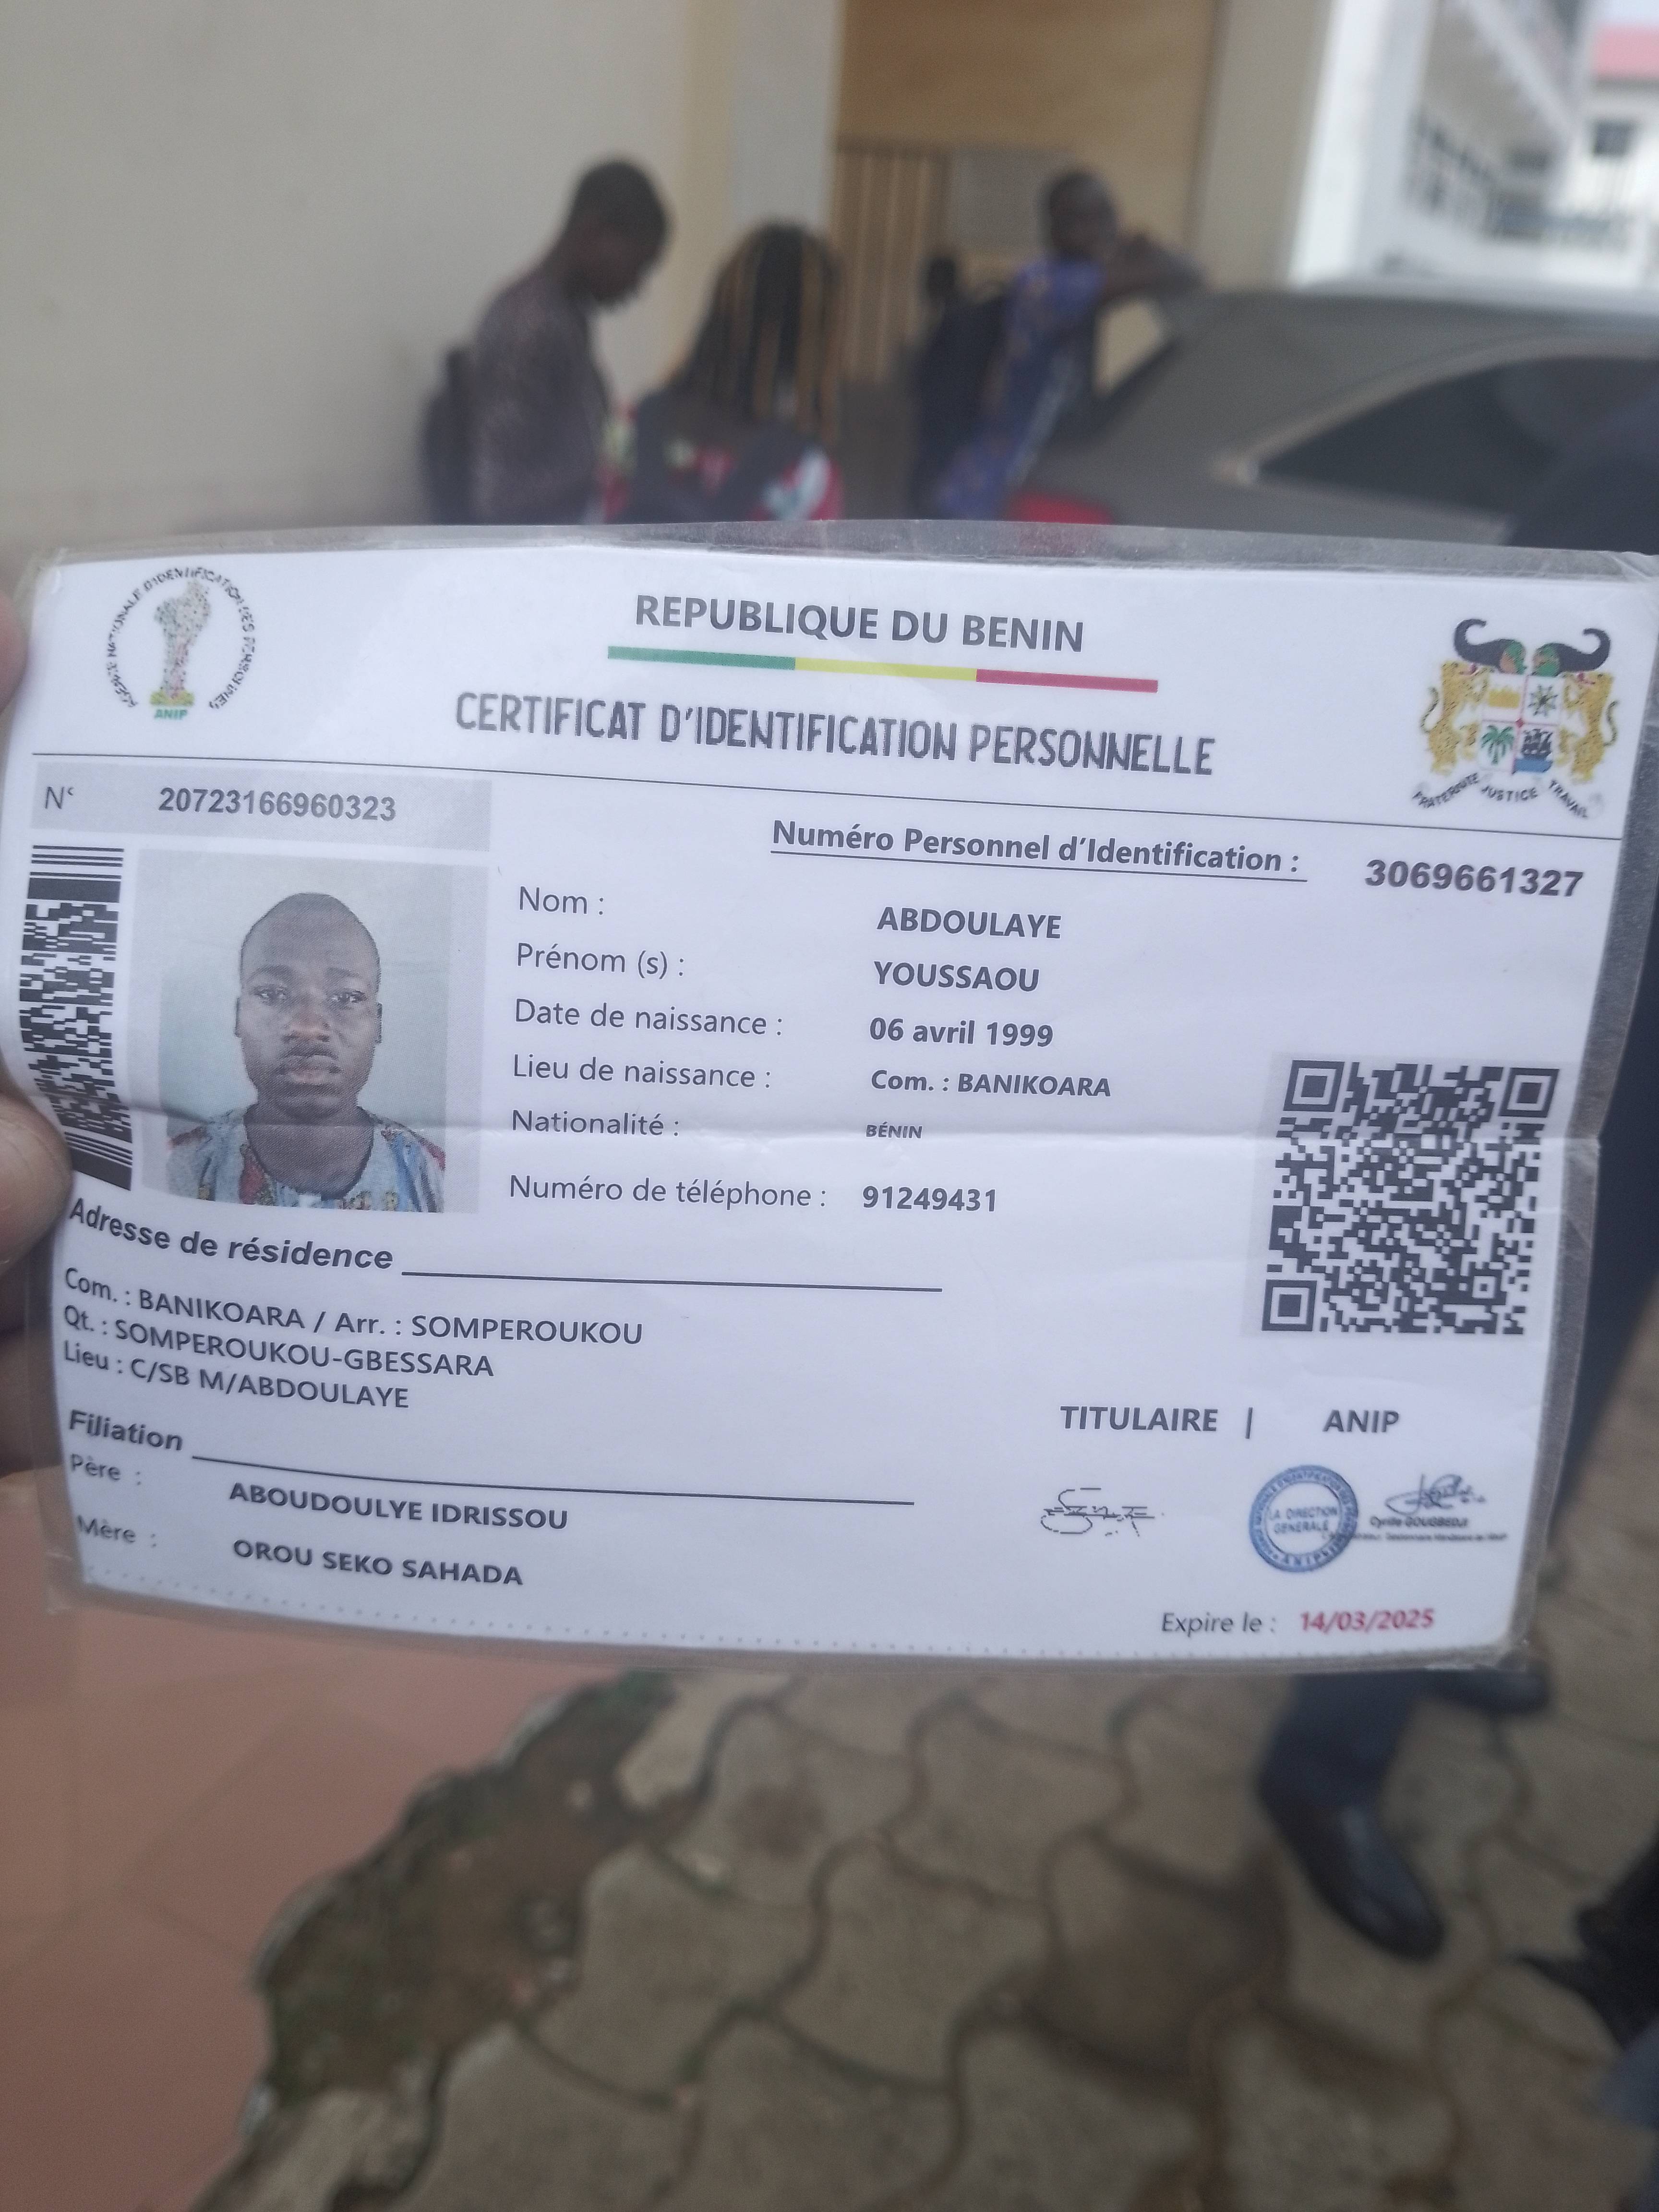 AGENCE NATIONALE D'IDENTIFICATION DES PERSONNES
ANIP
REPUBLIQUE DU BENIN
CERTIFICAT D'IDENTIFICATION PERSONNELLE
FRATERNITE JUSTICE TRAVAIL
N° 20723166960323
Numéro Personnel d'Identification : 3069661327
Nom : ABDOULAYE
Prénom (s) : YOUSSAOU
Date de naissance : 06 avril 1999
Lieu de naissance : Com. : BANIKOARA
Nationalité : BÉNIN
Numéro de téléphone : 91249431
Adresse de résidence
Com. : BANIKOARA / Arr. : SOMPEROUKOU
Qt. : SOMPEROUKOU-GBESSARA
Lieu : C/SB M/ABDOULAYE
Filiation
Père : ABOUDOULYE IDRISSOU
Mère : OROU SEKO SAHADA
TITULAIRE | ANIP
LA DIRECTION
GENERALE
ANIP
Cyrille GOUGBEDJI
Expire le : 14/03/2025